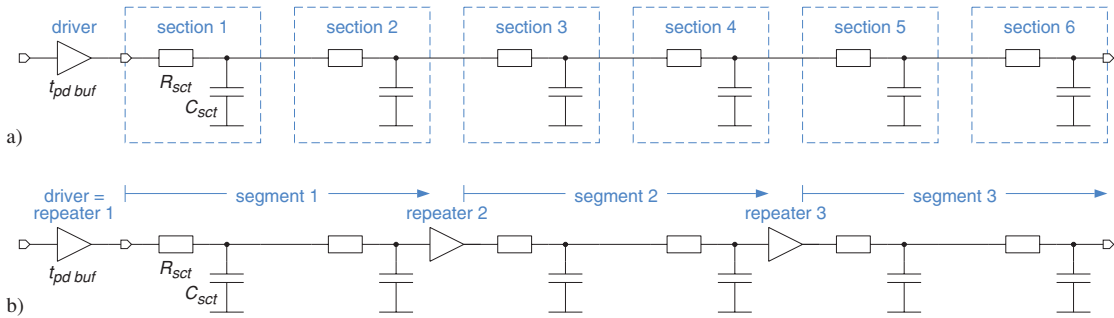 driver
section 1
section 2
section 3
section 4
section 5
section 6
t_pd buf
R_sct
C_sct
a)
driver =
repeater 1
segment 1
repeater 2
segment 2
repeater 3
segment 3
t_pd buf
R_sct
C_sct
b)